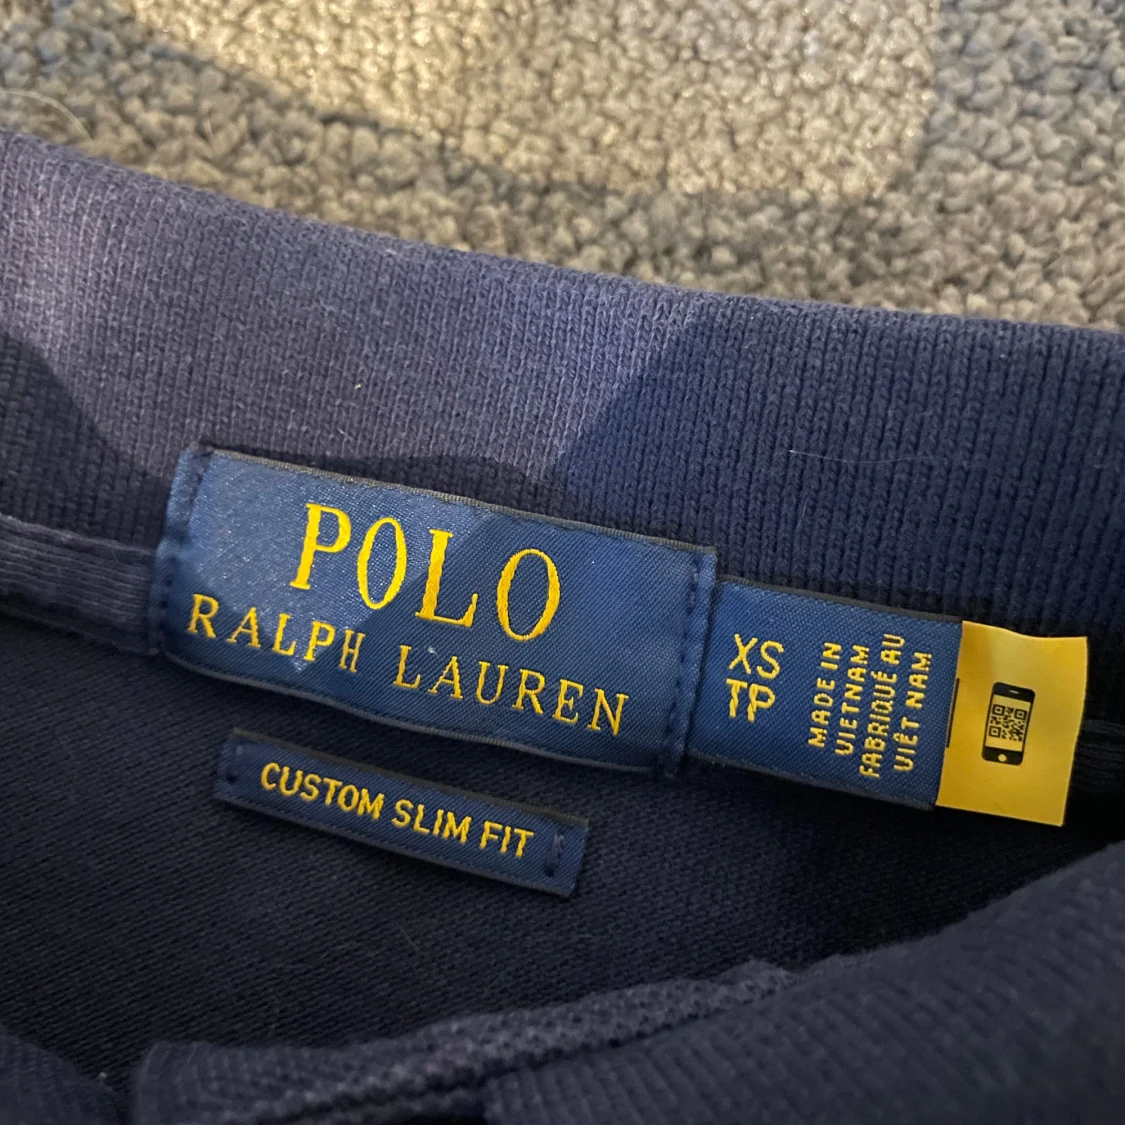 POLO
RALPH LAUREN
XS
TP
MADE IN
VIETNAM
FABRIQUÉ AU
VIÊT NAM
CUSTOM SLIM FIT